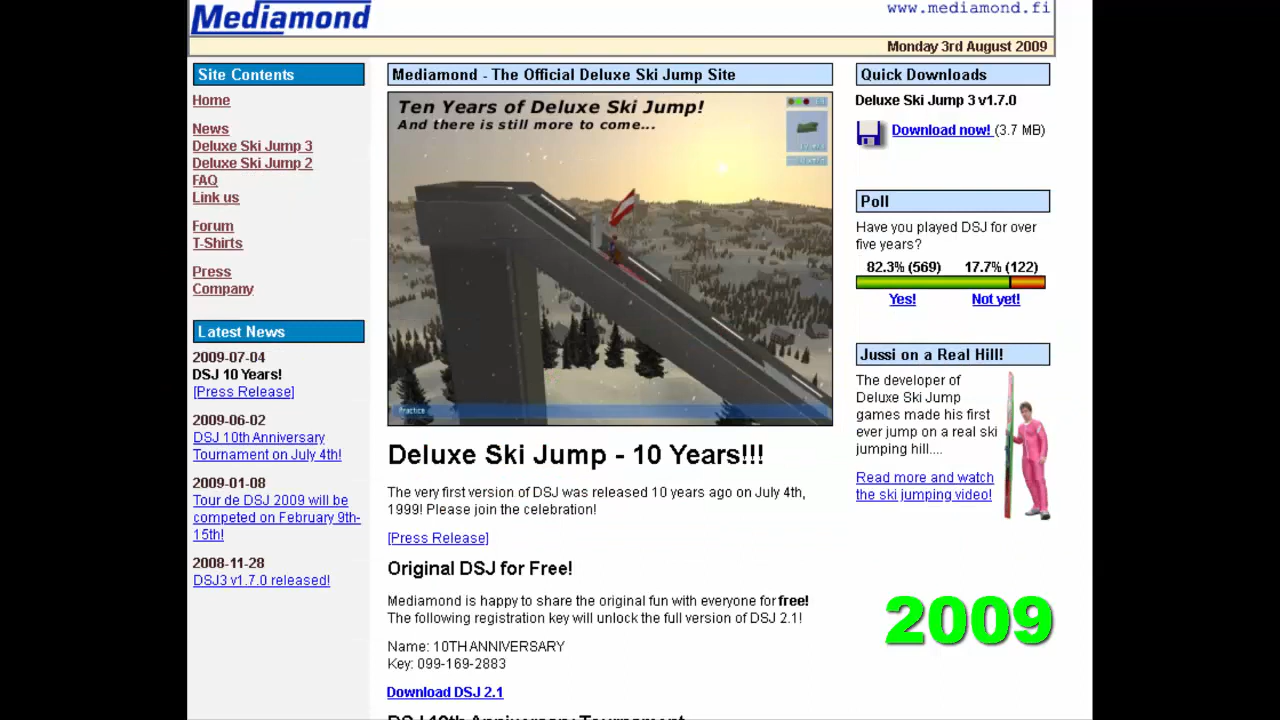 Mediamond
www.mediamond.fi
Monday 3rd August 2009
Site Contents
Home
News
Deluxe Ski Jump 3
Deluxe Ski Jump 2
FAQ
Link us
Forum
T-Shirts
Press
Company
Latest News
2009-07-04
DSJ 10 Years!
[Press Release]
2009-06-02
DSJ 10th Anniversary
Tournament on July 4th!
2009-01-08
Tour de DSJ 2009 will be
competed on February 9th-
15th!
2008-11-28
DSJ3 v1.7.0 released!
Mediamond - The Official Deluxe Ski Jump Site
Ten Years of Deluxe Ski Jump!
And there is still more to come...
Practice
Deluxe Ski Jump - 10 Years!!!
The very first version of DSJ was released 10 years ago on July 4th,
1999! Please join the celebration!
[Press Release]
Original DSJ for Free!
Mediamond is happy to share the original fun with everyone for free!
The following registration key will unlock the full version of DSJ 2.1!
Name: 10TH ANNIVERSARY
Key: 099-169-2883
Download DSJ 2.1
DSJ 10th Anniversary Tournament
Quick Downloads
Deluxe Ski Jump 3 v1.7.0
Download now! (3.7 MB)
Poll
Have you played DSJ for over
five years?
82.3% (569) 17.7% (122)
Yes! Not yet!
Jussi on a Real Hill!
The developer of
Deluxe Ski Jump
games made his first
ever jump on a real ski
jumping hill....
Read more and watch
the ski jumping video!
2009